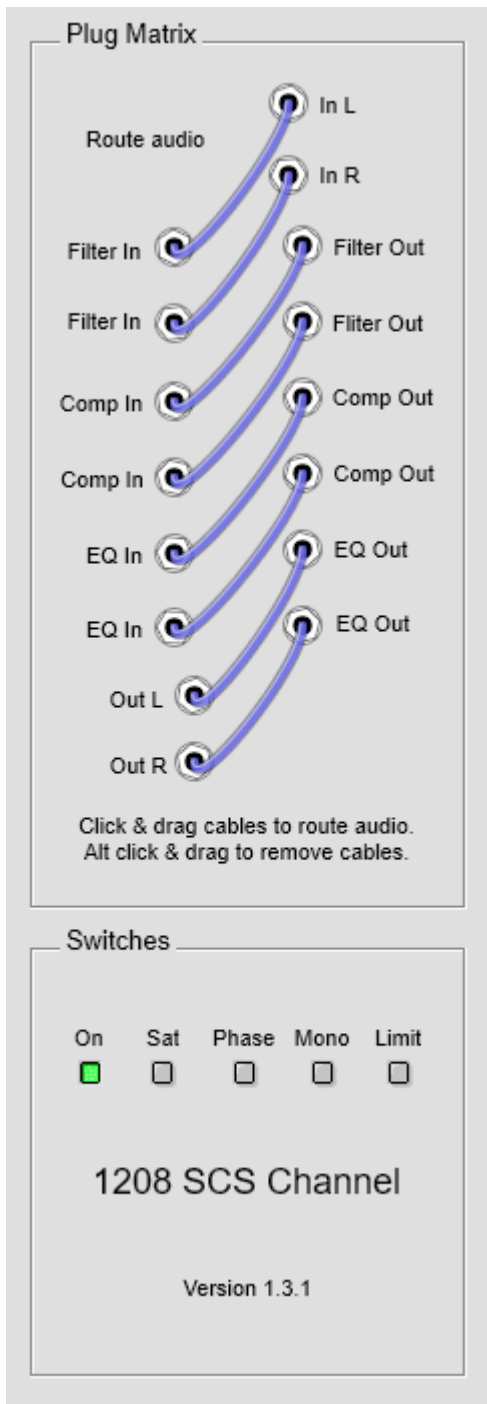 Plug Matrix
In L
Route audio
In R
Filter In
Filter Out
Filter In
Fliter Out
Comp In
Comp Out
Comp In
Comp Out
EQ In
EQ Out
EQ In
EQ Out
Out L
Out R
Click & drag cables to route audio.
Alt click & drag to remove cables.
Switches
On Sat Phase Mono Limit
1208 SCS Channel
Version 1.3.1